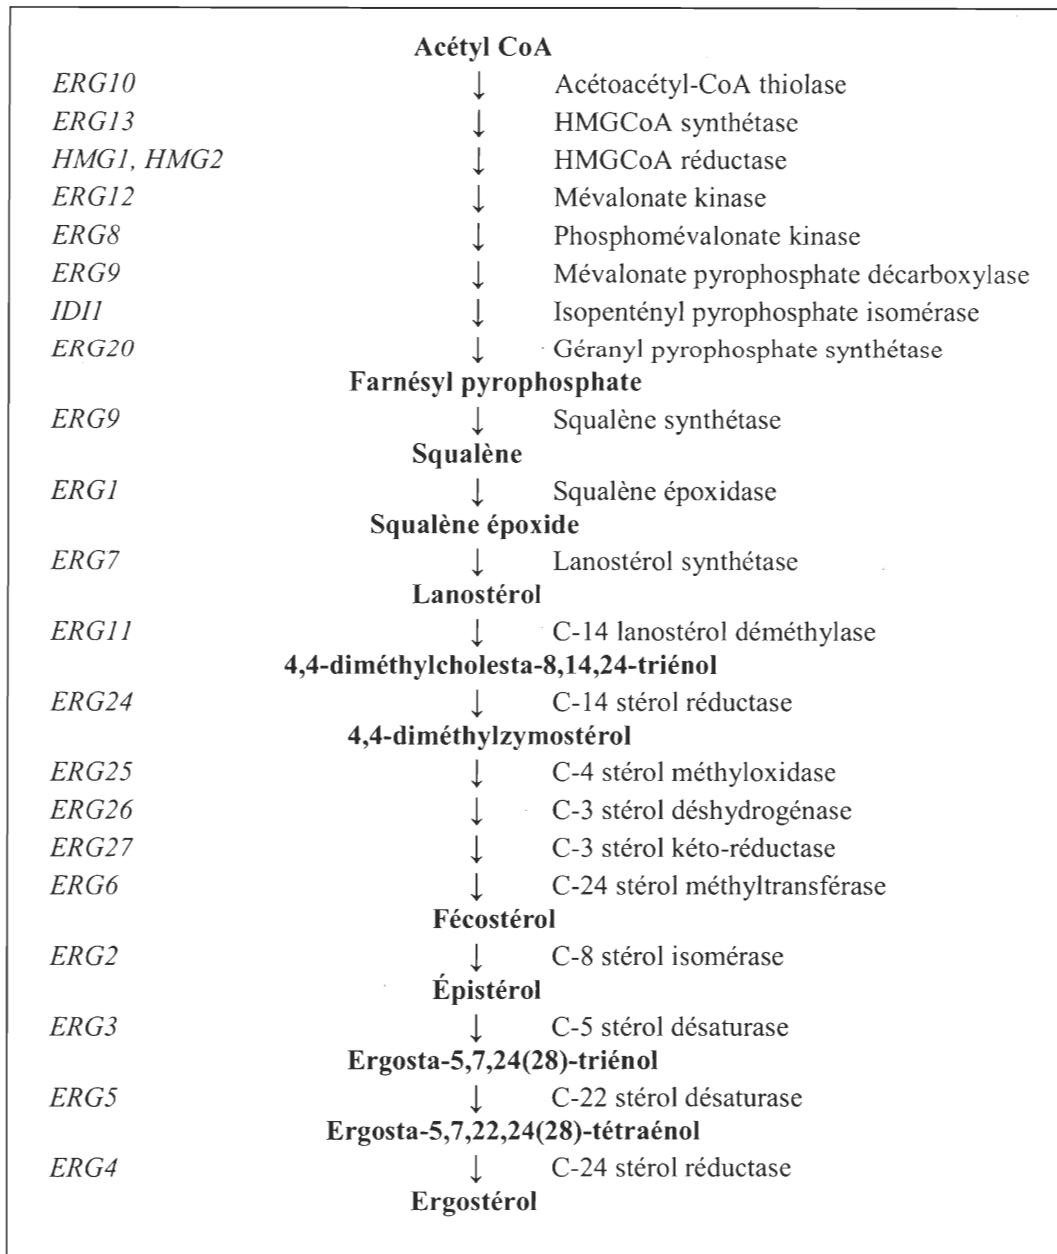 Acétyl CoA
ERG10 ↓ Acétoacétyl-CoA thiolase
ERG13 ↓ HMGCoA synthétase
HMG1, HMG2 ↓ HMGCoA réductase
ERG12 ↓ Mévalonate kinase
ERG8 ↓ Phosphomévalonate kinase
ERG9 ↓ Mévalonate pyrophosphate décarboxylase
IDI1 ↓ Isopentényl pyrophosphate isomérase
ERG20 ↓ Géranyl pyrophosphate synthétase
Farnésyl pyrophosphate
ERG9 ↓ Squalène synthétase
Squalène
ERG1 ↓ Squalène époxidase
Squalène époxide
ERG7 ↓ Lanostérol synthétase
Lanostérol
ERG11 ↓ C-14 lanostérol déméthylase
4,4-diméthylcholesta-8,14,24-triénol
ERG24 ↓ C-14 stérol réductase
4,4-diméthylzymostérol
ERG25 ↓ C-4 stérol méthyloxidase
ERG26 ↓ C-3 stérol déshydrogénase
ERG27 ↓ C-3 stérol kéto-réductase
ERG6 ↓ C-24 stérol méthyltransférase
Fécostérol
ERG2 ↓ C-8 stérol isomérase
Épistérol
ERG3 ↓ C-5 stérol désaturase
Ergosta-5,7,24(28)-triénol
ERG5 ↓ C-22 stérol désaturase
Ergosta-5,7,22,24(28)-tétraénol
ERG4 ↓ C-24 stérol réductase
Ergostérol